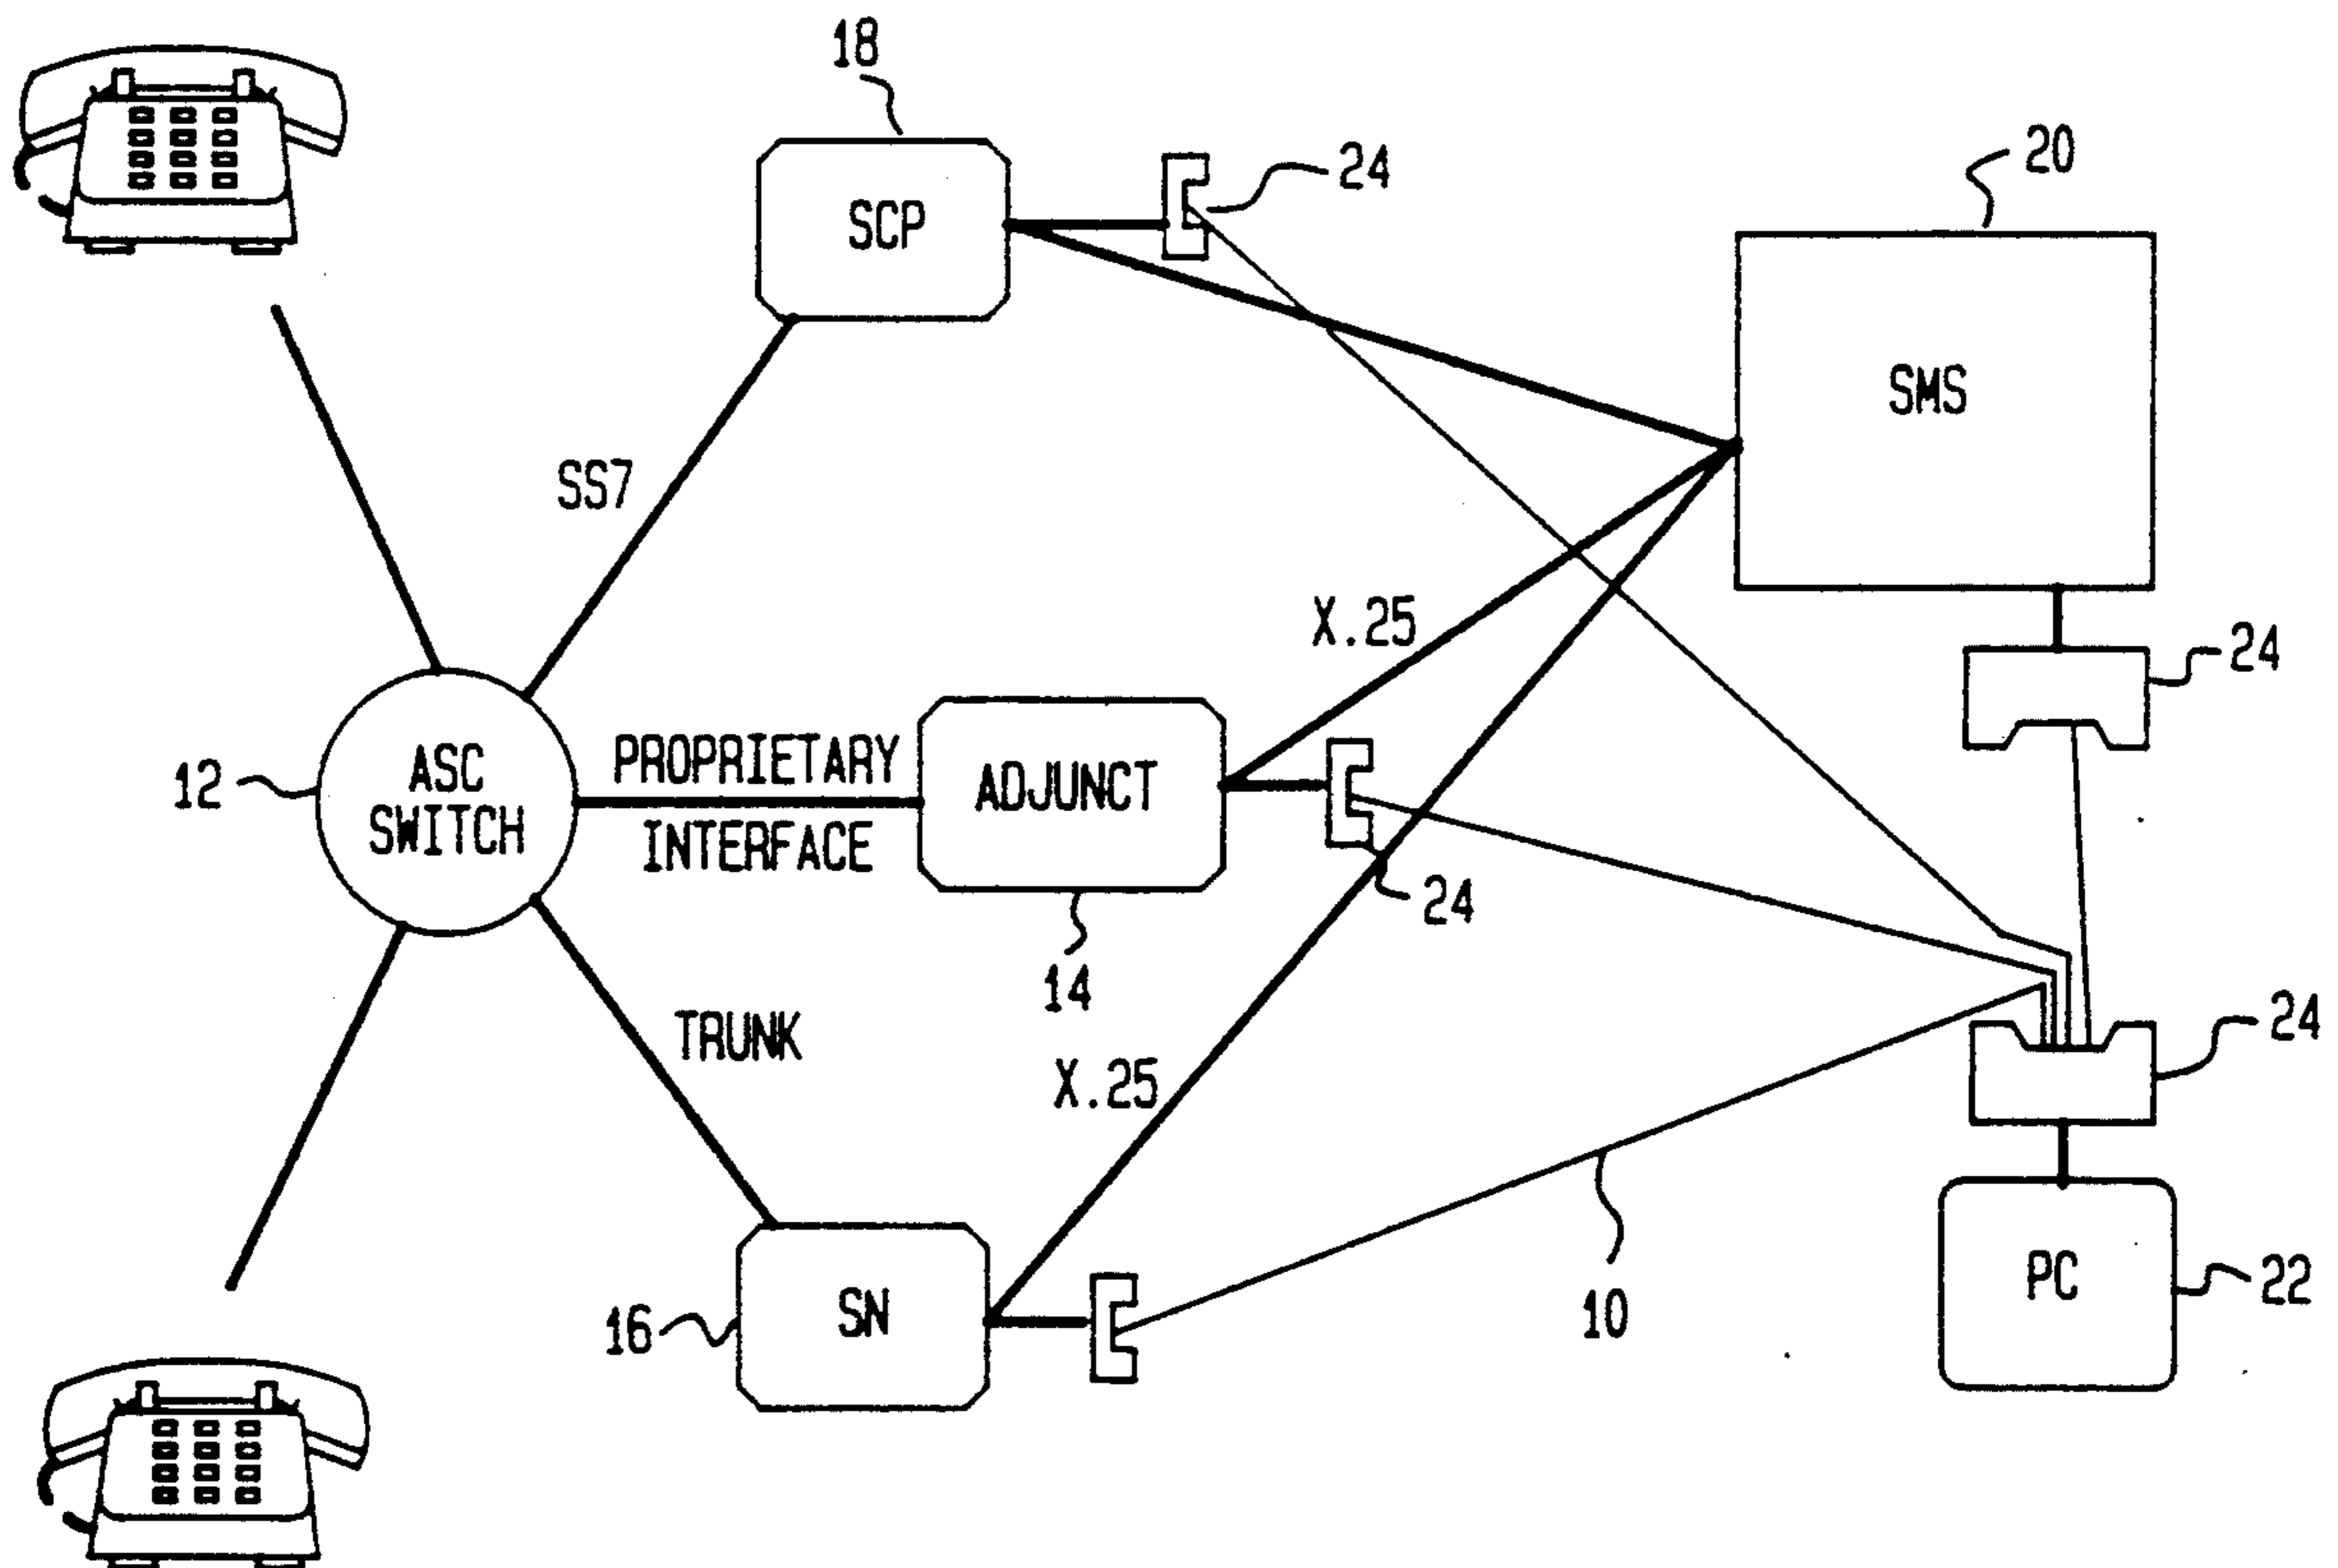 18
24
20
SCP
SMS
SS7
X.25
24
12
ASC
SWITCH
PROPRIETARY
INTERFACE
ADJUNCT
24
14
24
TRUNK
X.25
10
16
SN
PC
22